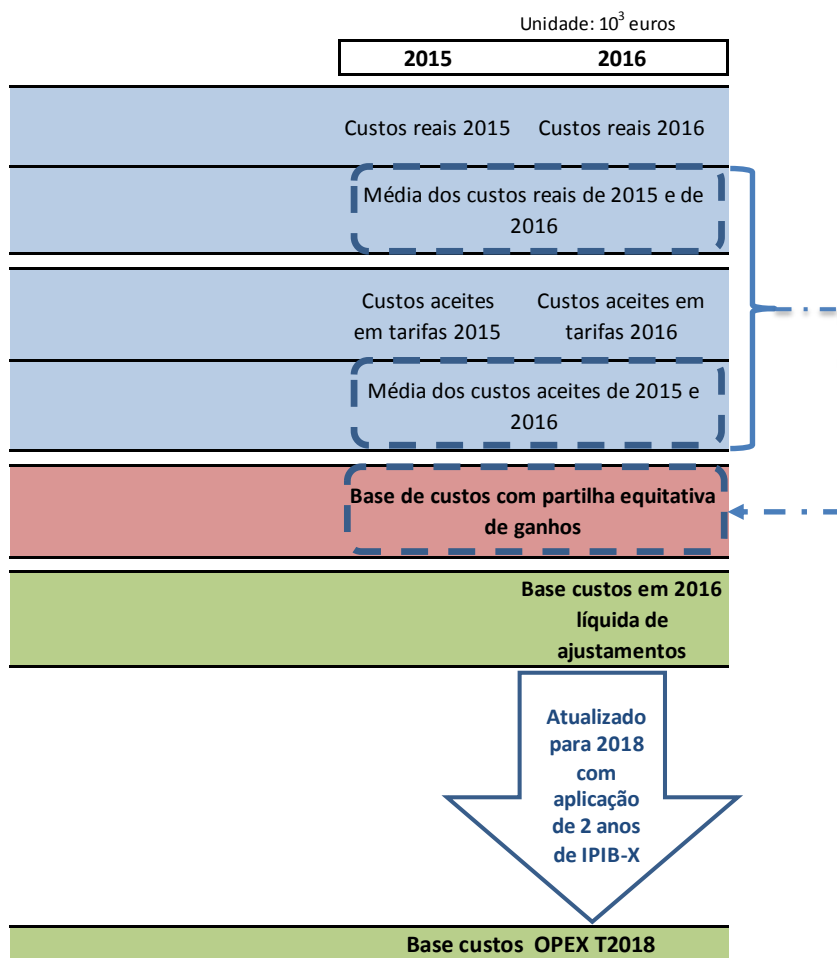 Unidade: 10³ euros
2015 2016
Custos reais 2015 Custos reais 2016
Média dos custos reais de 2015 e de
2016
Custos aceites Custos aceites em
em tarifas 2015 tarifas 2016
Média dos custos aceites de 2015 e
2016
Base de custos com partilha equitativa
de ganhos
Base custos em 2016
líquida de
ajustamentos
Atualizado
para 2018
com
aplicação
de 2 anos
de IPIB-X
Base custos OPEX T2018